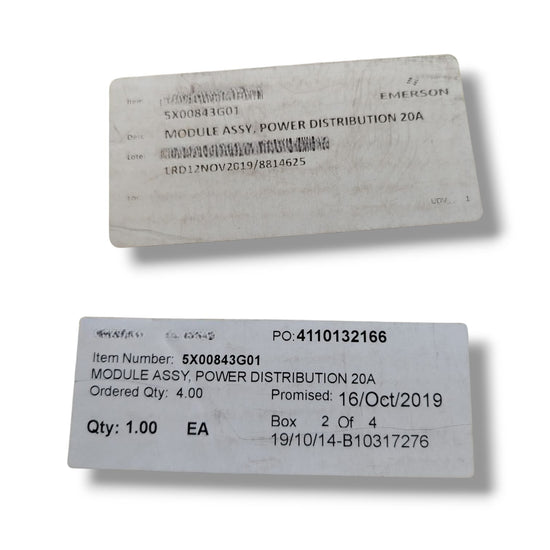 Item:
EMERSON
5X00843G01
MODULE ASSY, POWER DISTRIBUTION 20A
LRD12NOV2019/8814625
1
PO: 4110132166
Item Number: 5X00843G01
MODULE ASSY, POWER DISTRIBUTION 20A
Ordered Qty: 4.00 Promised: 16/Oct/2019
Qty: 1.00 EA Box 2 Of 4
19/10/14-B10317276